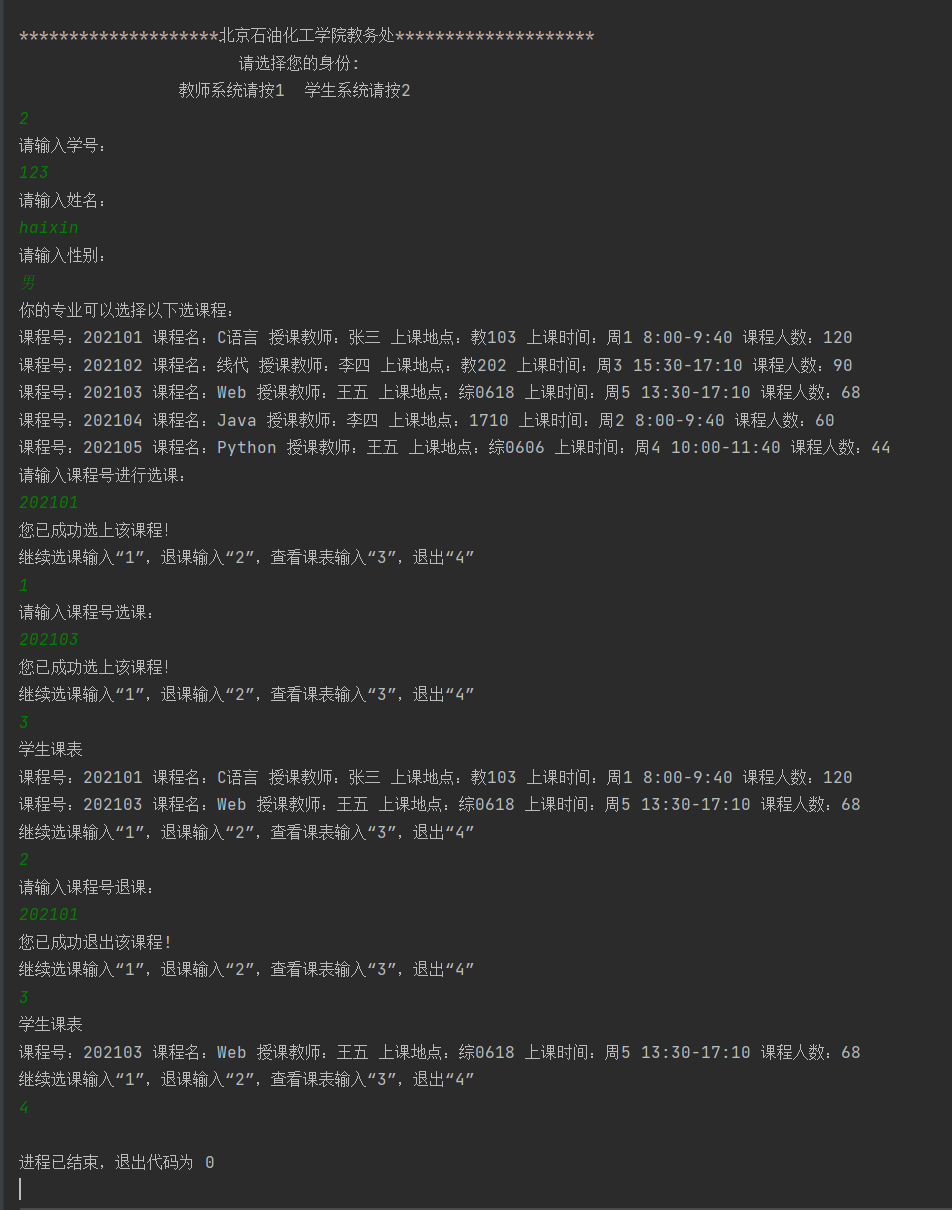 ********************北京石油化工学院教务处********************
请选择您的身份:
教师系统请按1 学生系统请按2
2
请输入学号:
123
请输入姓名:
haixin
请输入性别:
男
你的专业可以选择以下选课程:
课程号: 202101 课程名: C语言 授课教师: 张三 上课地点: 教103 上课时间: 周1 8:00-9:40 课程人数: 120
课程号: 202102 课程名: 线代 授课教师: 李四 上课地点: 教202 上课时间: 周3 15:30-17:10 课程人数: 90
课程号: 202103 课程名: Web 授课教师: 王五 上课地点: 综0618 上课时间: 周5 13:30-17:10 课程人数: 68
课程号: 202104 课程名: Java 授课教师: 李四 上课地点: 1710 上课时间: 周2 8:00-9:40 课程人数: 60
课程号: 202105 课程名: Python 授课教师: 王五 上课地点: 综0606 上课时间: 周4 10:00-11:40 课程人数: 44
请输入课程号进行选课:
202101
您已成功选上该课程!
继续选课输入“1”, 退课输入“2”, 查看课表输入“3”, 退出“4”
1
请输入课程号选课:
202103
您已成功选上该课程!
继续选课输入“1”, 退课输入“2”, 查看课表输入“3”, 退出“4”
3
学生课表
课程号: 202101 课程名: C语言 授课教师: 张三 上课地点: 教103 上课时间: 周1 8:00-9:40 课程人数: 120
课程号: 202103 课程名: Web 授课教师: 王五 上课地点: 综0618 上课时间: 周5 13:30-17:10 课程人数: 68
继续选课输入“1”, 退课输入“2”, 查看课表输入“3”, 退出“4”
2
请输入课程号退课:
202101
您已成功退出该课程!
继续选课输入“1”, 退课输入“2”, 查看课表输入“3”, 退出“4”
3
学生课表
课程号: 202103 课程名: Web 授课教师: 王五 上课地点: 综0618 上课时间: 周5 13:30-17:10 课程人数: 68
继续选课输入“1”, 退课输入“2”, 查看课表输入“3”, 退出“4”
4
进程已结束, 退出代码为 0